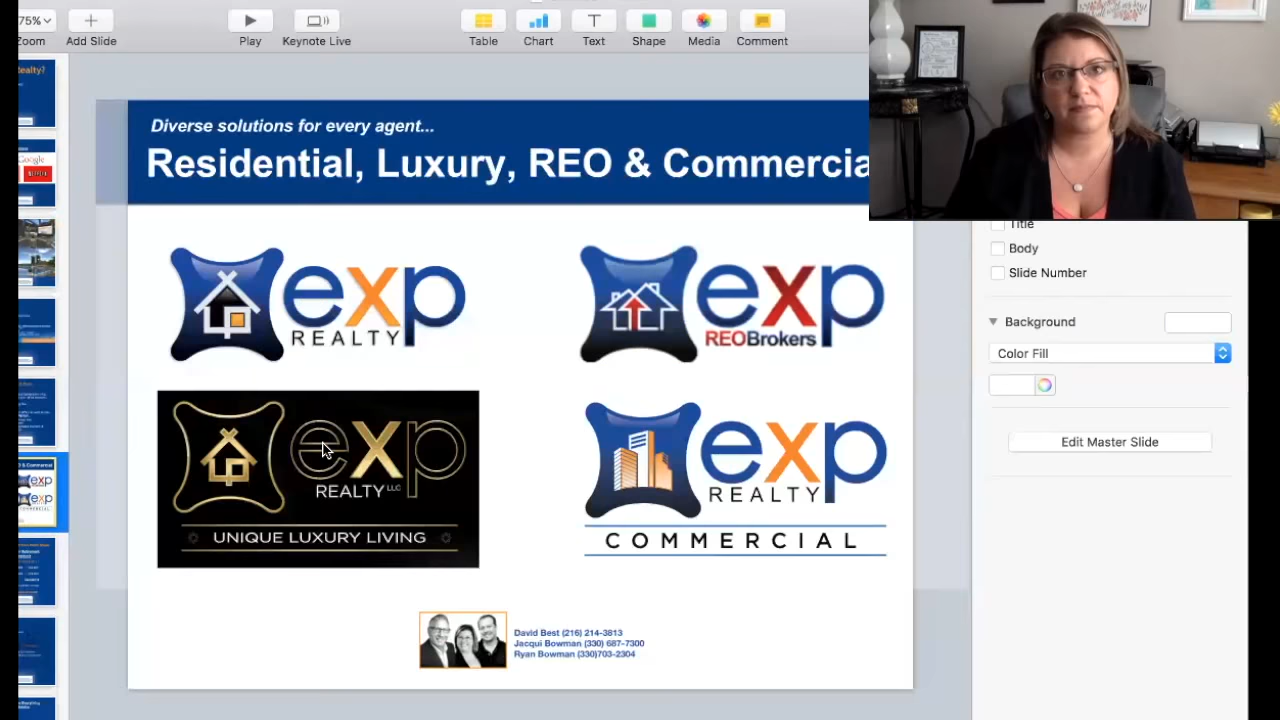 75%
Zoom
Add Slide
Play
Keynote Live
Table
Chart
Text
Shape
Media
Comment
Diverse solutions for every agent...
Residential, Luxury, REO & Commercia
exp
REALTY
exp
REOBrokers
exp
REALTY LLC
UNIQUE LUXURY LIVING
exp
REALTY
COMMERCIAL
David Best (216) 214-3813
Jacqui Bowman (330) 687-7300
Ryan Bowman (330)703-2304
Title
Body
Slide Number
Background
Color Fill
Edit Master Slide
ealty?
Google
& Commercial